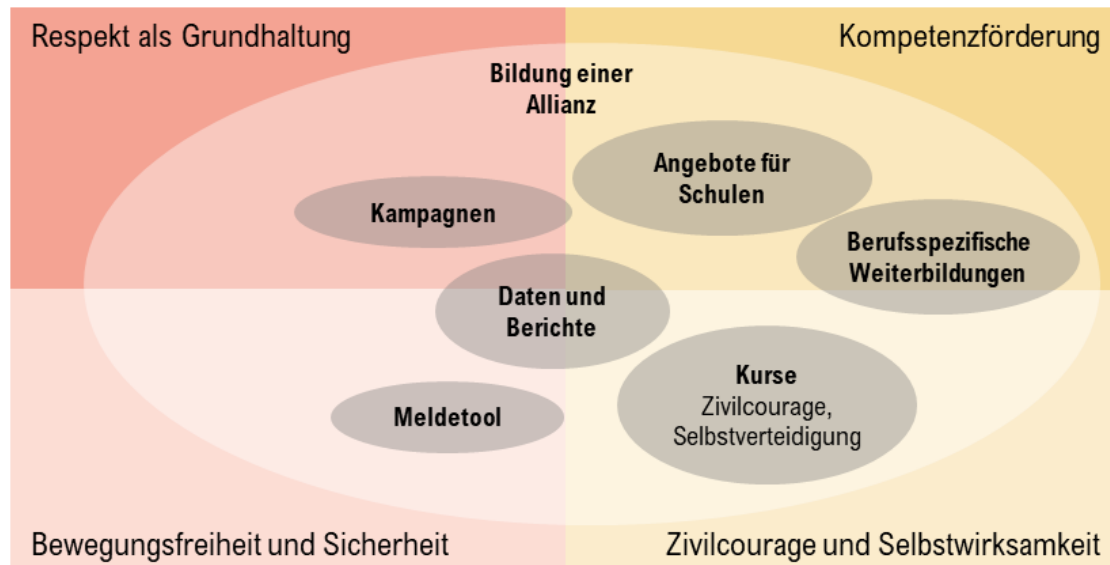 Respekt als Grundhaltung
Kompetenzförderung
Bildung einer
Allianz
Angebote für
Schulen
Kampagnen
Berufsspezifische
Weiterbildungen
Daten und
Berichte
Kurse
Zivilcourage,
Selbstverteidigung
Meldetool
Bewegungsfreiheit und Sicherheit
Zivilcourage und Selbstwirksamkeit